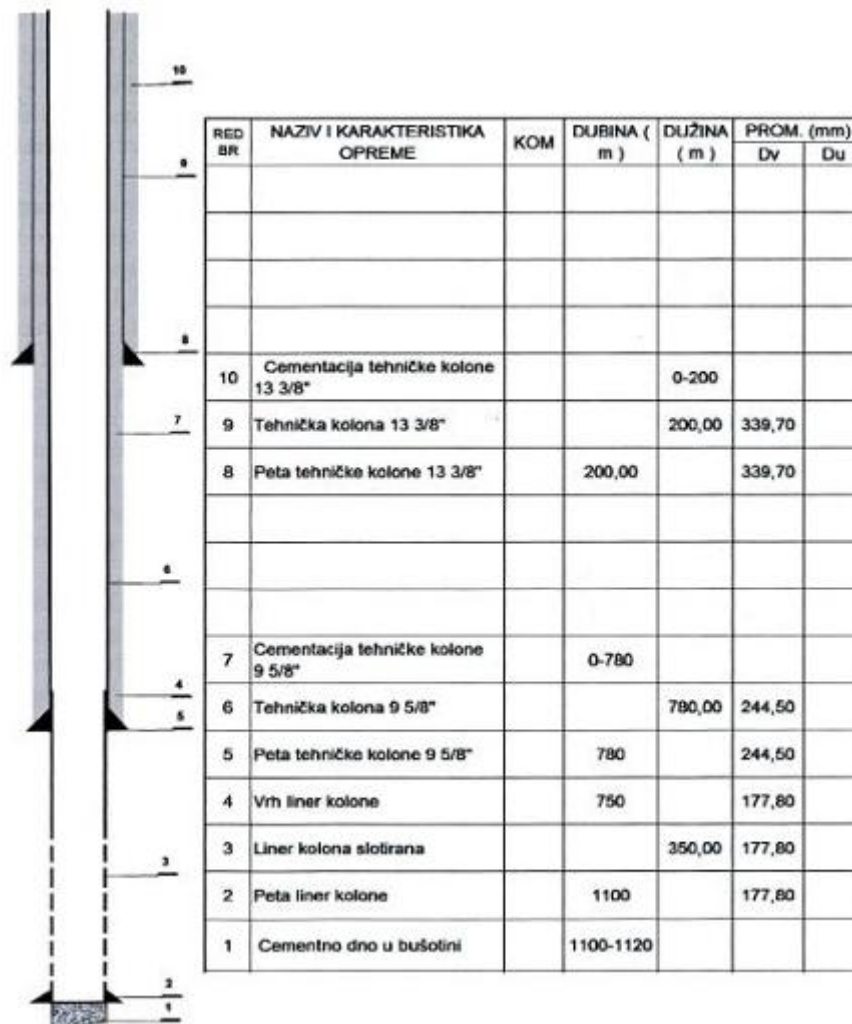 10
9
8
7
6
4
5
3
2
1
RED BR NAZIV I KARAKTERISTIKA OPREME KOM DUBINA ( m ) DUŽINA ( m ) PROM. (mm) Dv Du
10 Cementacija tehničke kolone 13 3/8" 0-200
9 Tehnička kolona 13 3/8" 200,00 339,70
8 Peta tehničke kolone 13 3/8" 200,00 339,70
7 Cementacija tehničke kolone 9 5/8" 0-780
6 Tehnička kolona 9 5/8" 780,00 244,50
5 Peta tehničke kolone 9 5/8" 780 244,50
4 Vrh liner kolone 750 177,80
3 Liner kolona slotirana 350,00 177,80
2 Peta liner kolone 1100 177,80
1 Cementno dno u bušotini 1100-1120